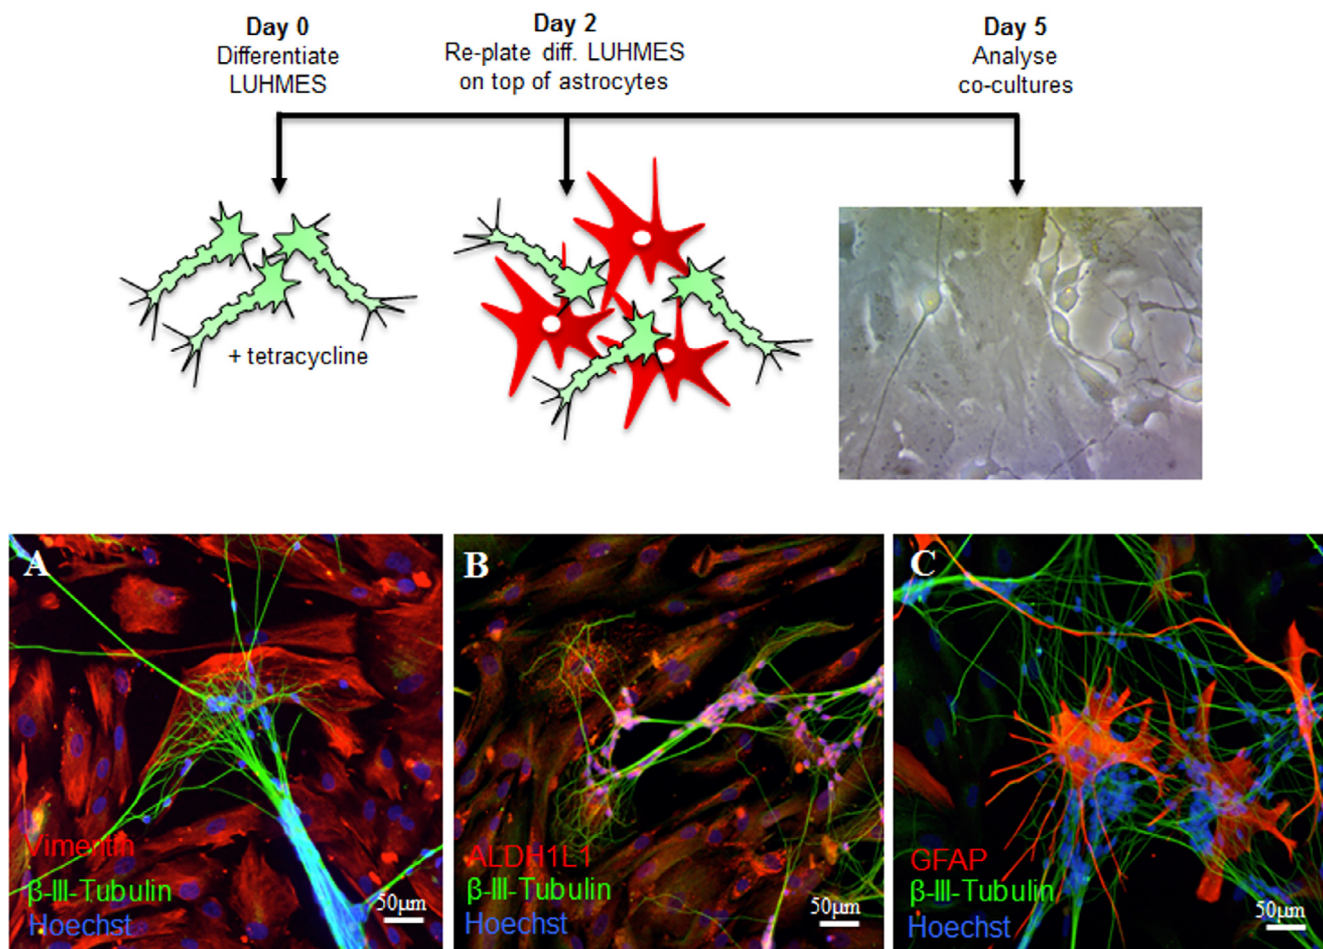 Day 0
Differentiate
LUHMES
Day 2
Re-plate diff. LUHMES
on top of astrocytes
Day 5
Analyse
co-cultures
+ tetracycline
A
Vimentin
β-III-Tubulin
Hoechst
50μm
B
ALDH1L1
β-III-Tubulin
Hoechst
50μm
C
GFAP
β-III-Tubulin
Hoechst
50μm